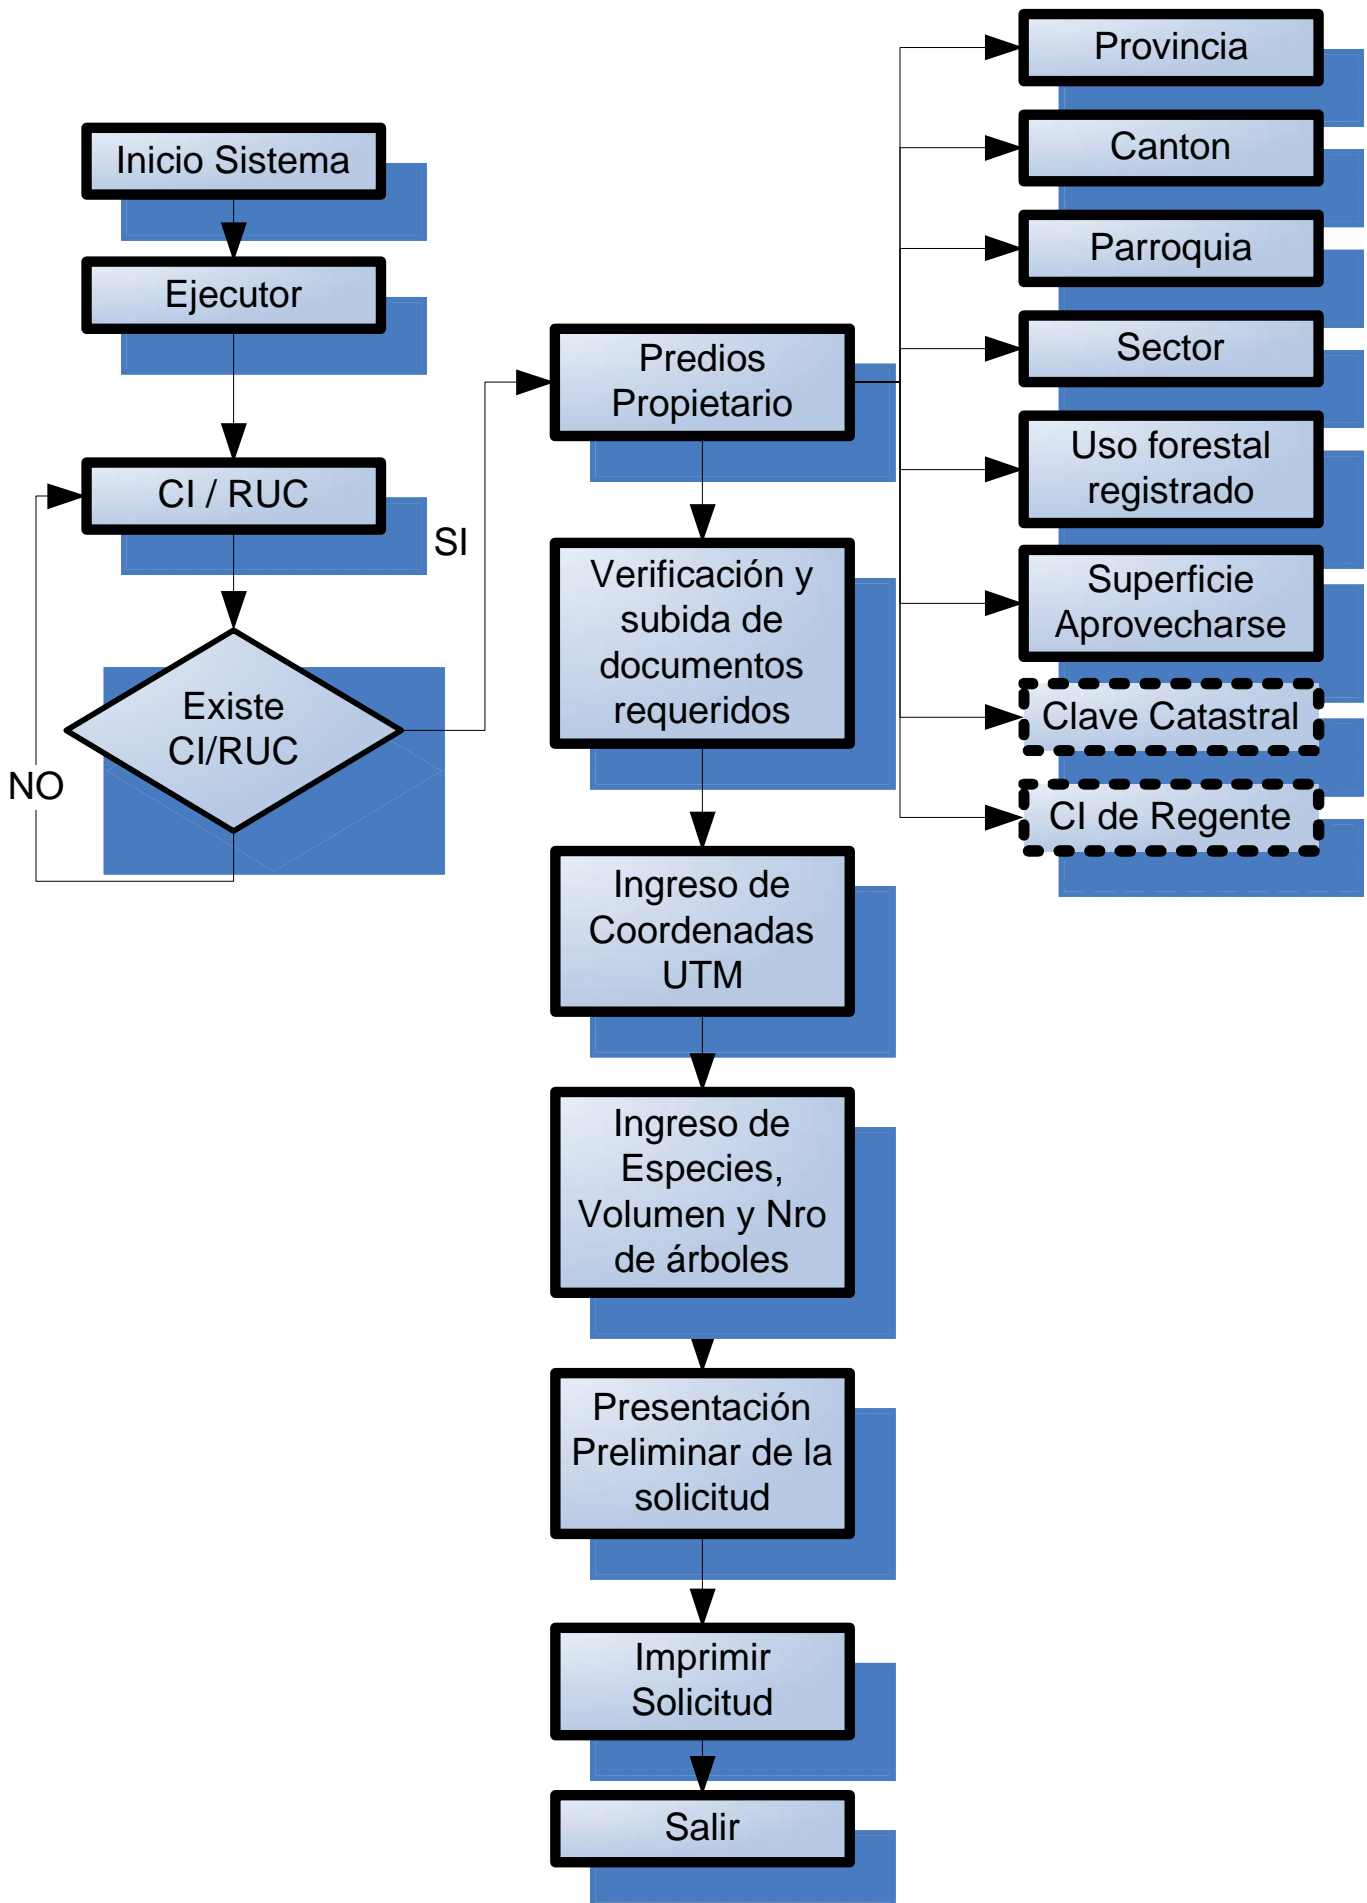 Inicio Sistema
Ejecutor
CI / RUC
SI
Existe
CI/RUC
NO
Predios
Propietario
Verificación y
subida de
documentos
requeridos
Ingreso de
Coordenadas
UTM
Ingreso de
Especies,
Volumen y Nro
de árboles
Presentación
Preliminar de la
solicitud
Imprimir
Solicitud
Salir
Provincia
Canton
Parroquia
Sector
Uso forestal
registrado
Superficie
Aprovecharse
Clave Catastral
CI de Regente